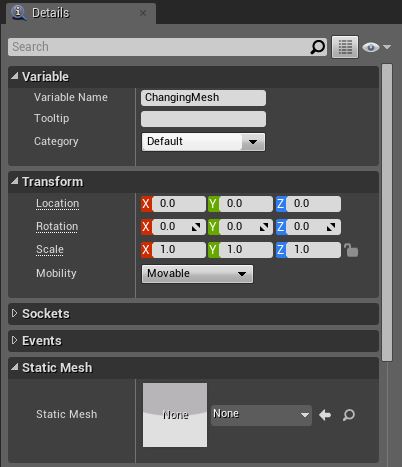 Details
Search
Variable
Variable Name ChangingMesh
Tooltip
Category Default
Transform
Location X 0.0 Y 0.0 Z 0.0
Rotation X 0.0 Y 0.0 Z 0.0
Scale X 1.0 Y 1.0 Z 1.0
Mobility Movable
Sockets
Events
Static Mesh
Static Mesh None None